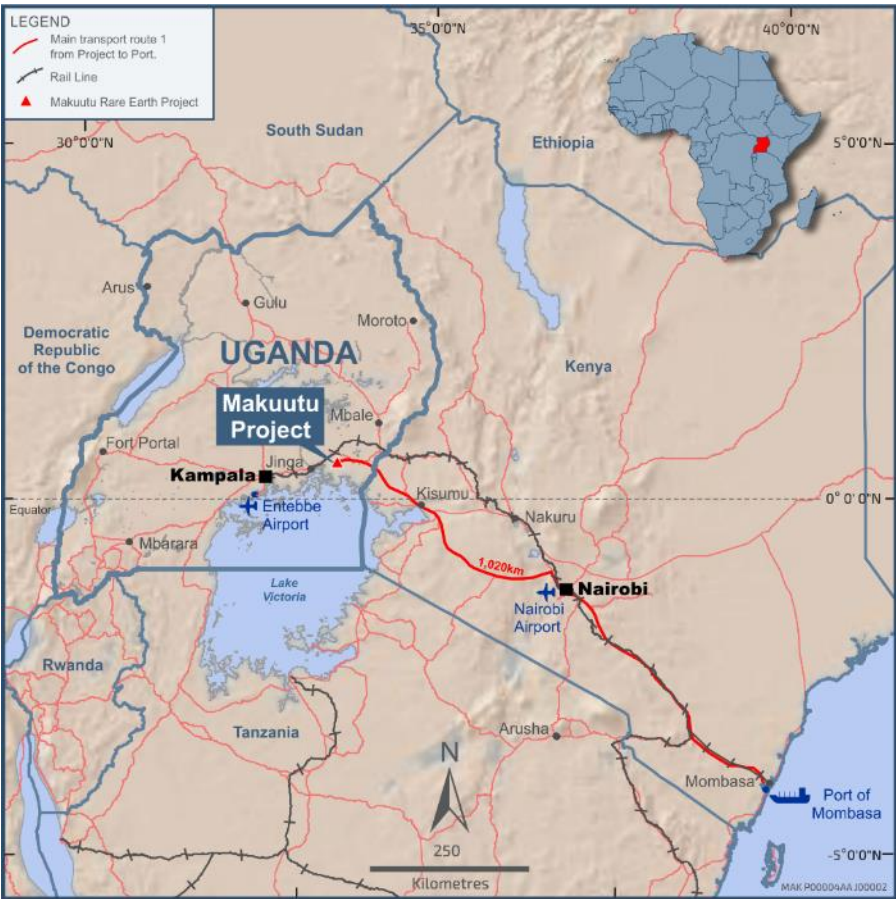 LEGEND
Main transport route 1
from Project to Port.
Rail Line
Makuutu Rare Earth Project
35°0'0"N
40°0'0"N
30°0'0"N
5°0'0"N
South Sudan
Ethiopia
Arus
Gulu
Moroto
Democratic
Republic
of the Congo
UGANDA
Kenya
Makuutu
Project
Mbale
Fort Portal
Jinga
Kampala
Kisumu
0°0'0"N
Equator
Entebbe
Airport
Nakuru
Mbarara
1,020km
Lake
Victoria
Nairobi
Nairobi
Airport
Rwanda
Tanzania
Arusha
N
Mombasa
Port of
Mombasa
250
Kilometres
-5°0'0"N
MAK P00004AA J00002